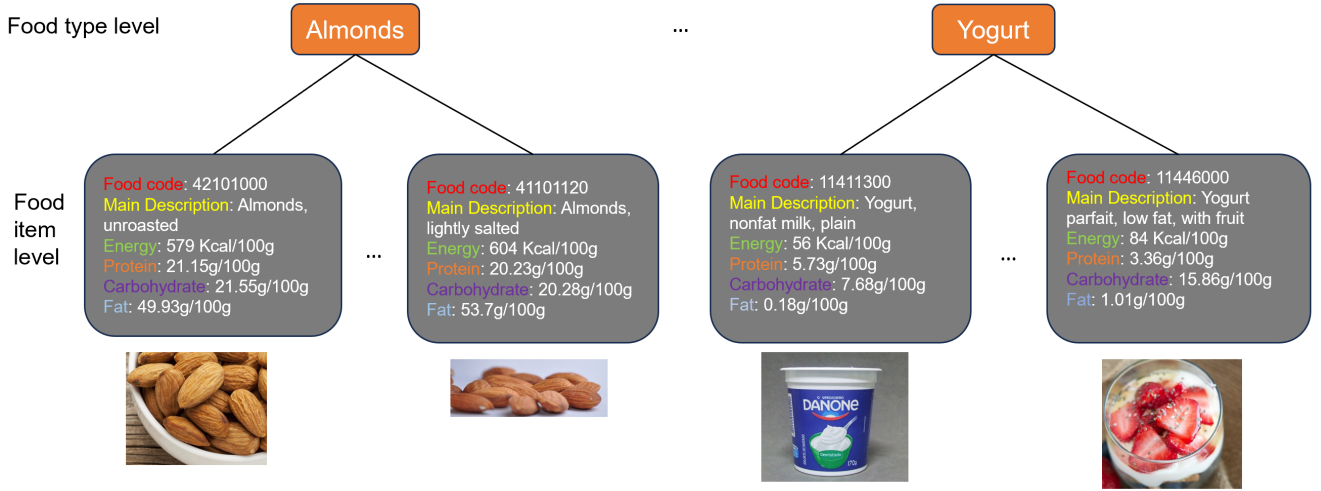 Food type level
Almonds
...
Yogurt
Food
item
level
Food code: 42101000
Main Description: Almonds,
unroasted
Energy: 579 Kcal/100g
Protein: 21.15g/100g
Carbohydrate: 21.55g/100g
Fat: 49.93g/100g
...
Food code: 41101120
Main Description: Almonds,
lightly salted
Energy: 604 Kcal/100g
Protein: 20.23g/100g
Carbohydrate: 20.28g/100g
Fat: 53.7g/100g
Food code: 11411300
Main Description: Yogurt,
nonfat milk, plain
Energy: 56 Kcal/100g
Protein: 5.73g/100g
Carbohydrate: 7.68g/100g
Fat: 0.18g/100g
...
Food code: 11446000
Main Description: Yogurt
parfait, low fat, with fruit
Energy: 84 Kcal/100g
Protein: 3.36g/100g
Carbohydrate: 15.86g/100g
Fat: 1.01g/100g
DANONE
170g